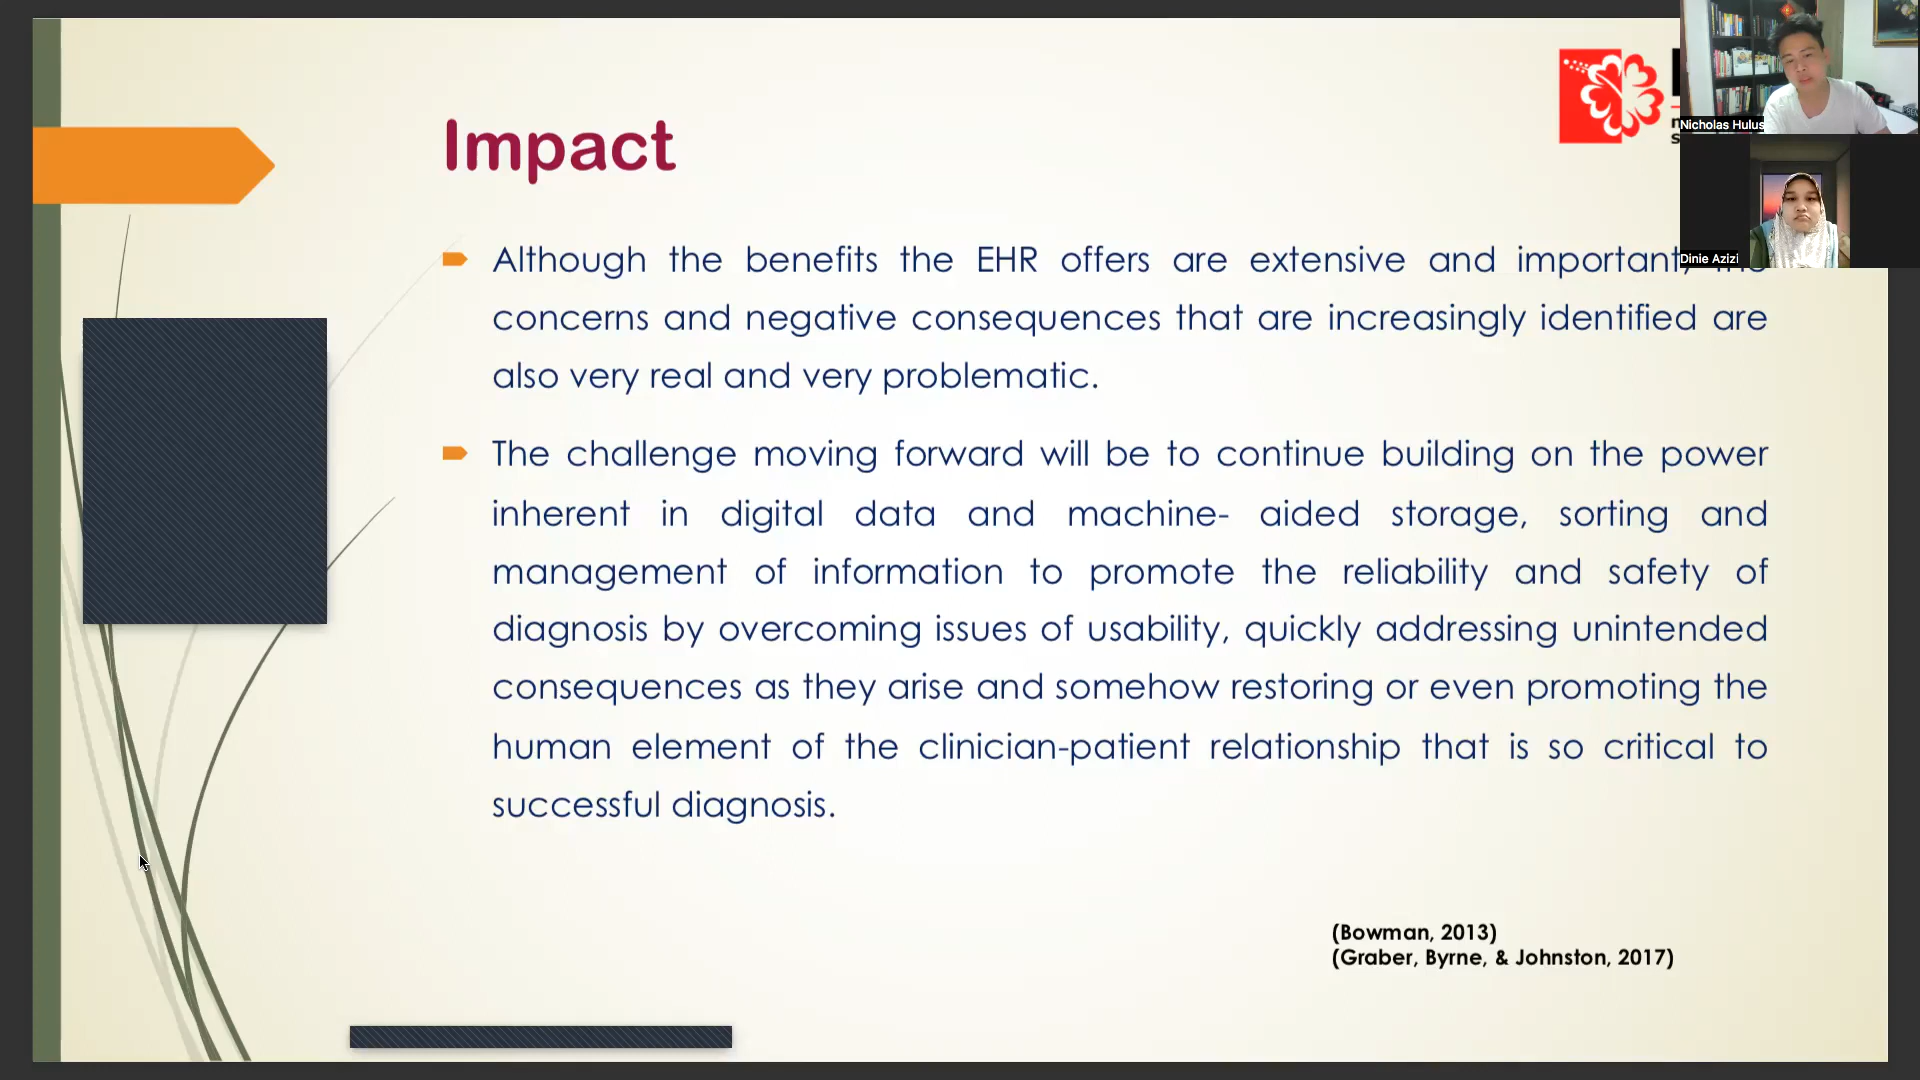 Impact
Nicholas Hulus
Dinie Azizi
Although the benefits the EHR offers are extensive and important,
concerns and negative consequences that are increasingly identified are
also very real and very problematic.
The challenge moving forward will be to continue building on the power
inherent in digital data and machine- aided storage, sorting and
management of information to promote the reliability and safety of
diagnosis by overcoming issues of usability, quickly addressing unintended
consequences as they arise and somehow restoring or even promoting the
human element of the clinician-patient relationship that is so critical to
successful diagnosis.
(Bowman, 2013)
(Graber, Byrne, & Johnston, 2017)